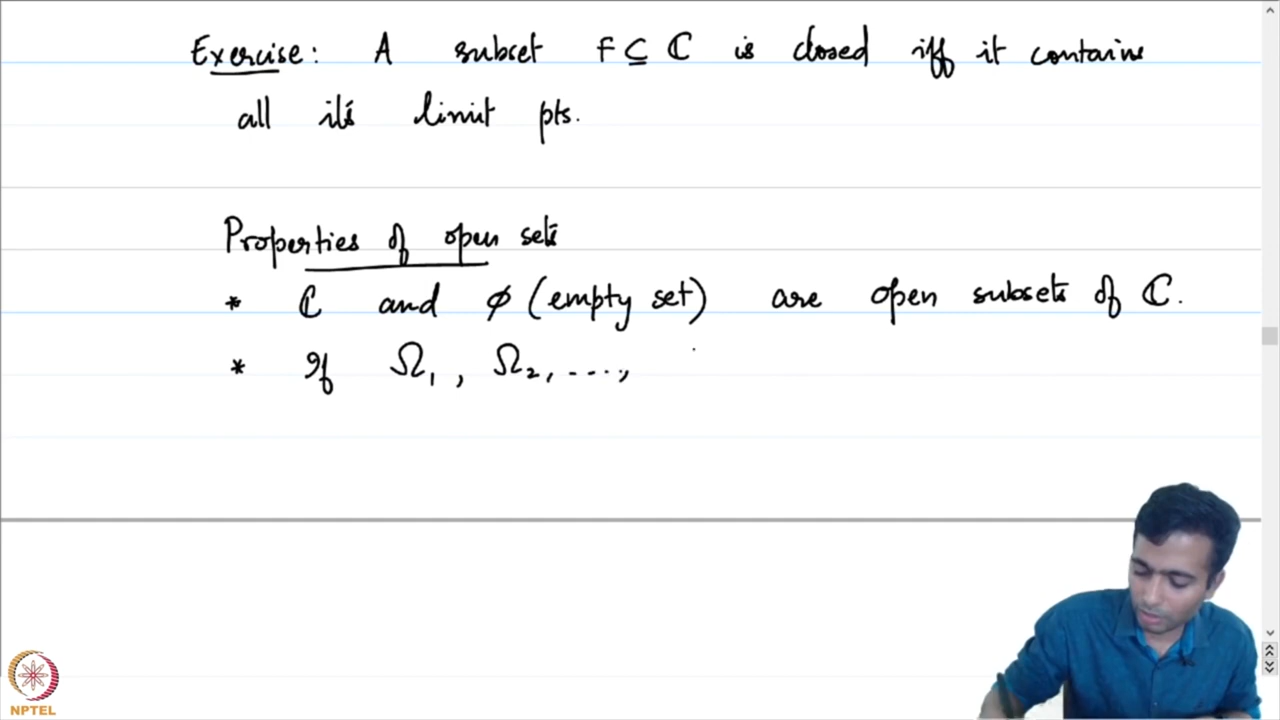 Exercise: A subset F ⊆ ℂ is closed iff it contains
all its limit pts.
Properties of open sets
* ℂ and ϕ (empty set) are open subsets of ℂ.
* If Ω₁, Ω₂, ....,
NPTEL